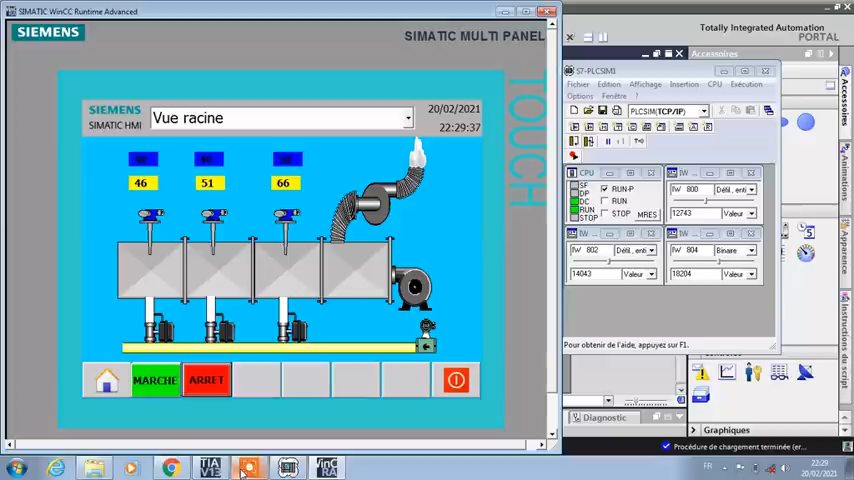 SIMATIC WinCC Runtime Advanced
SIEMENS
SIMATIC MULTI PANEL
TOUCH
SIEMENS
SIMATIC HMI
Vue racine
20/02/2021
22:29:37
46
51
66
MARCHE
ARRET
Totally Integrated Automation
PORTAL
Accessoires
S7-PLCSIM1
Fichier Edition Affichage Insertion CPU Exécution
Options Fenêtre ?
PLCSIM(TCP/IP)
CPU
SF
DP
DC
RUN
STOP
RUN-P
RUN
STOP
MRES
IW ...
IW 800
Défil., enti
12743
Valeur
IW ...
IW 802
Défil., enti
14043
Valeur
IW ...
IW 804
Binaire
18204
Valeur
Pour obtenir de l'aide, appuyez sur F1.
Accessoires
Animations
Apparence
Instructions du script
Graphiques
Diagnostic
Procédure de chargement terminée (er...
TIA
V13
WinC
RA
FR
22:29
20/02/2021